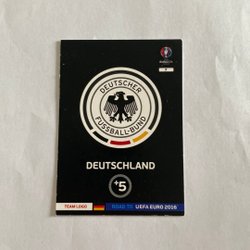 DEUTSCHER
FUSSBALL-BUND
DEUTSCHLAND
+5
TEAM LOGO
ROAD TO UEFA EURO 2016